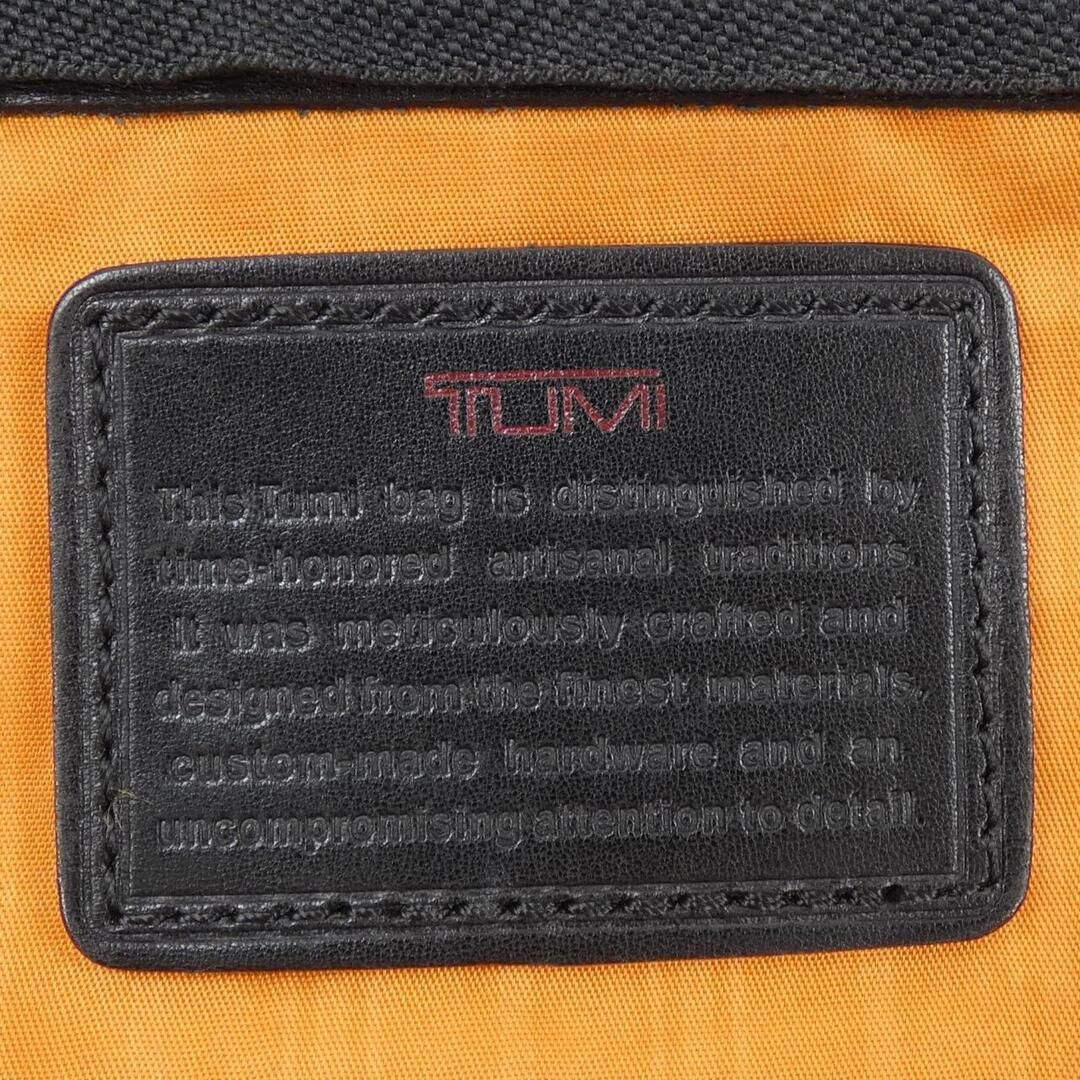 TUMI
This Tumi bag is distinguished by
time-honored artisanal traditions.
It was meticulously crafted and
designed from the finest materials,
custom-made hardware and an
uncompromising attention to detail.